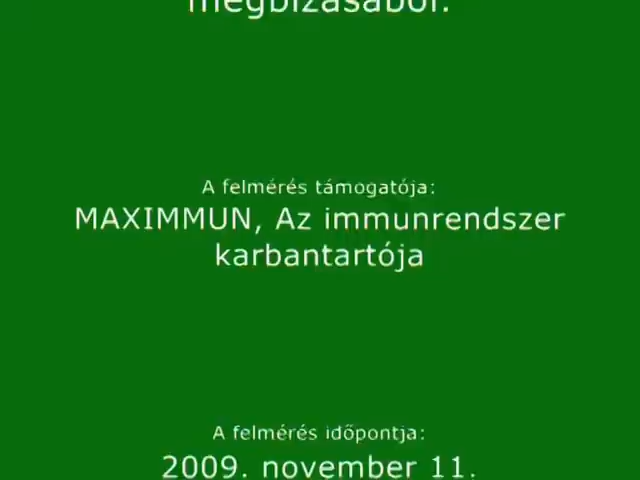 megbízásából.
A felmérés támogatója:
MAXIMMUN, Az immunrendszer
karbantartója
A felmérés időpontja:
2009. november 11.